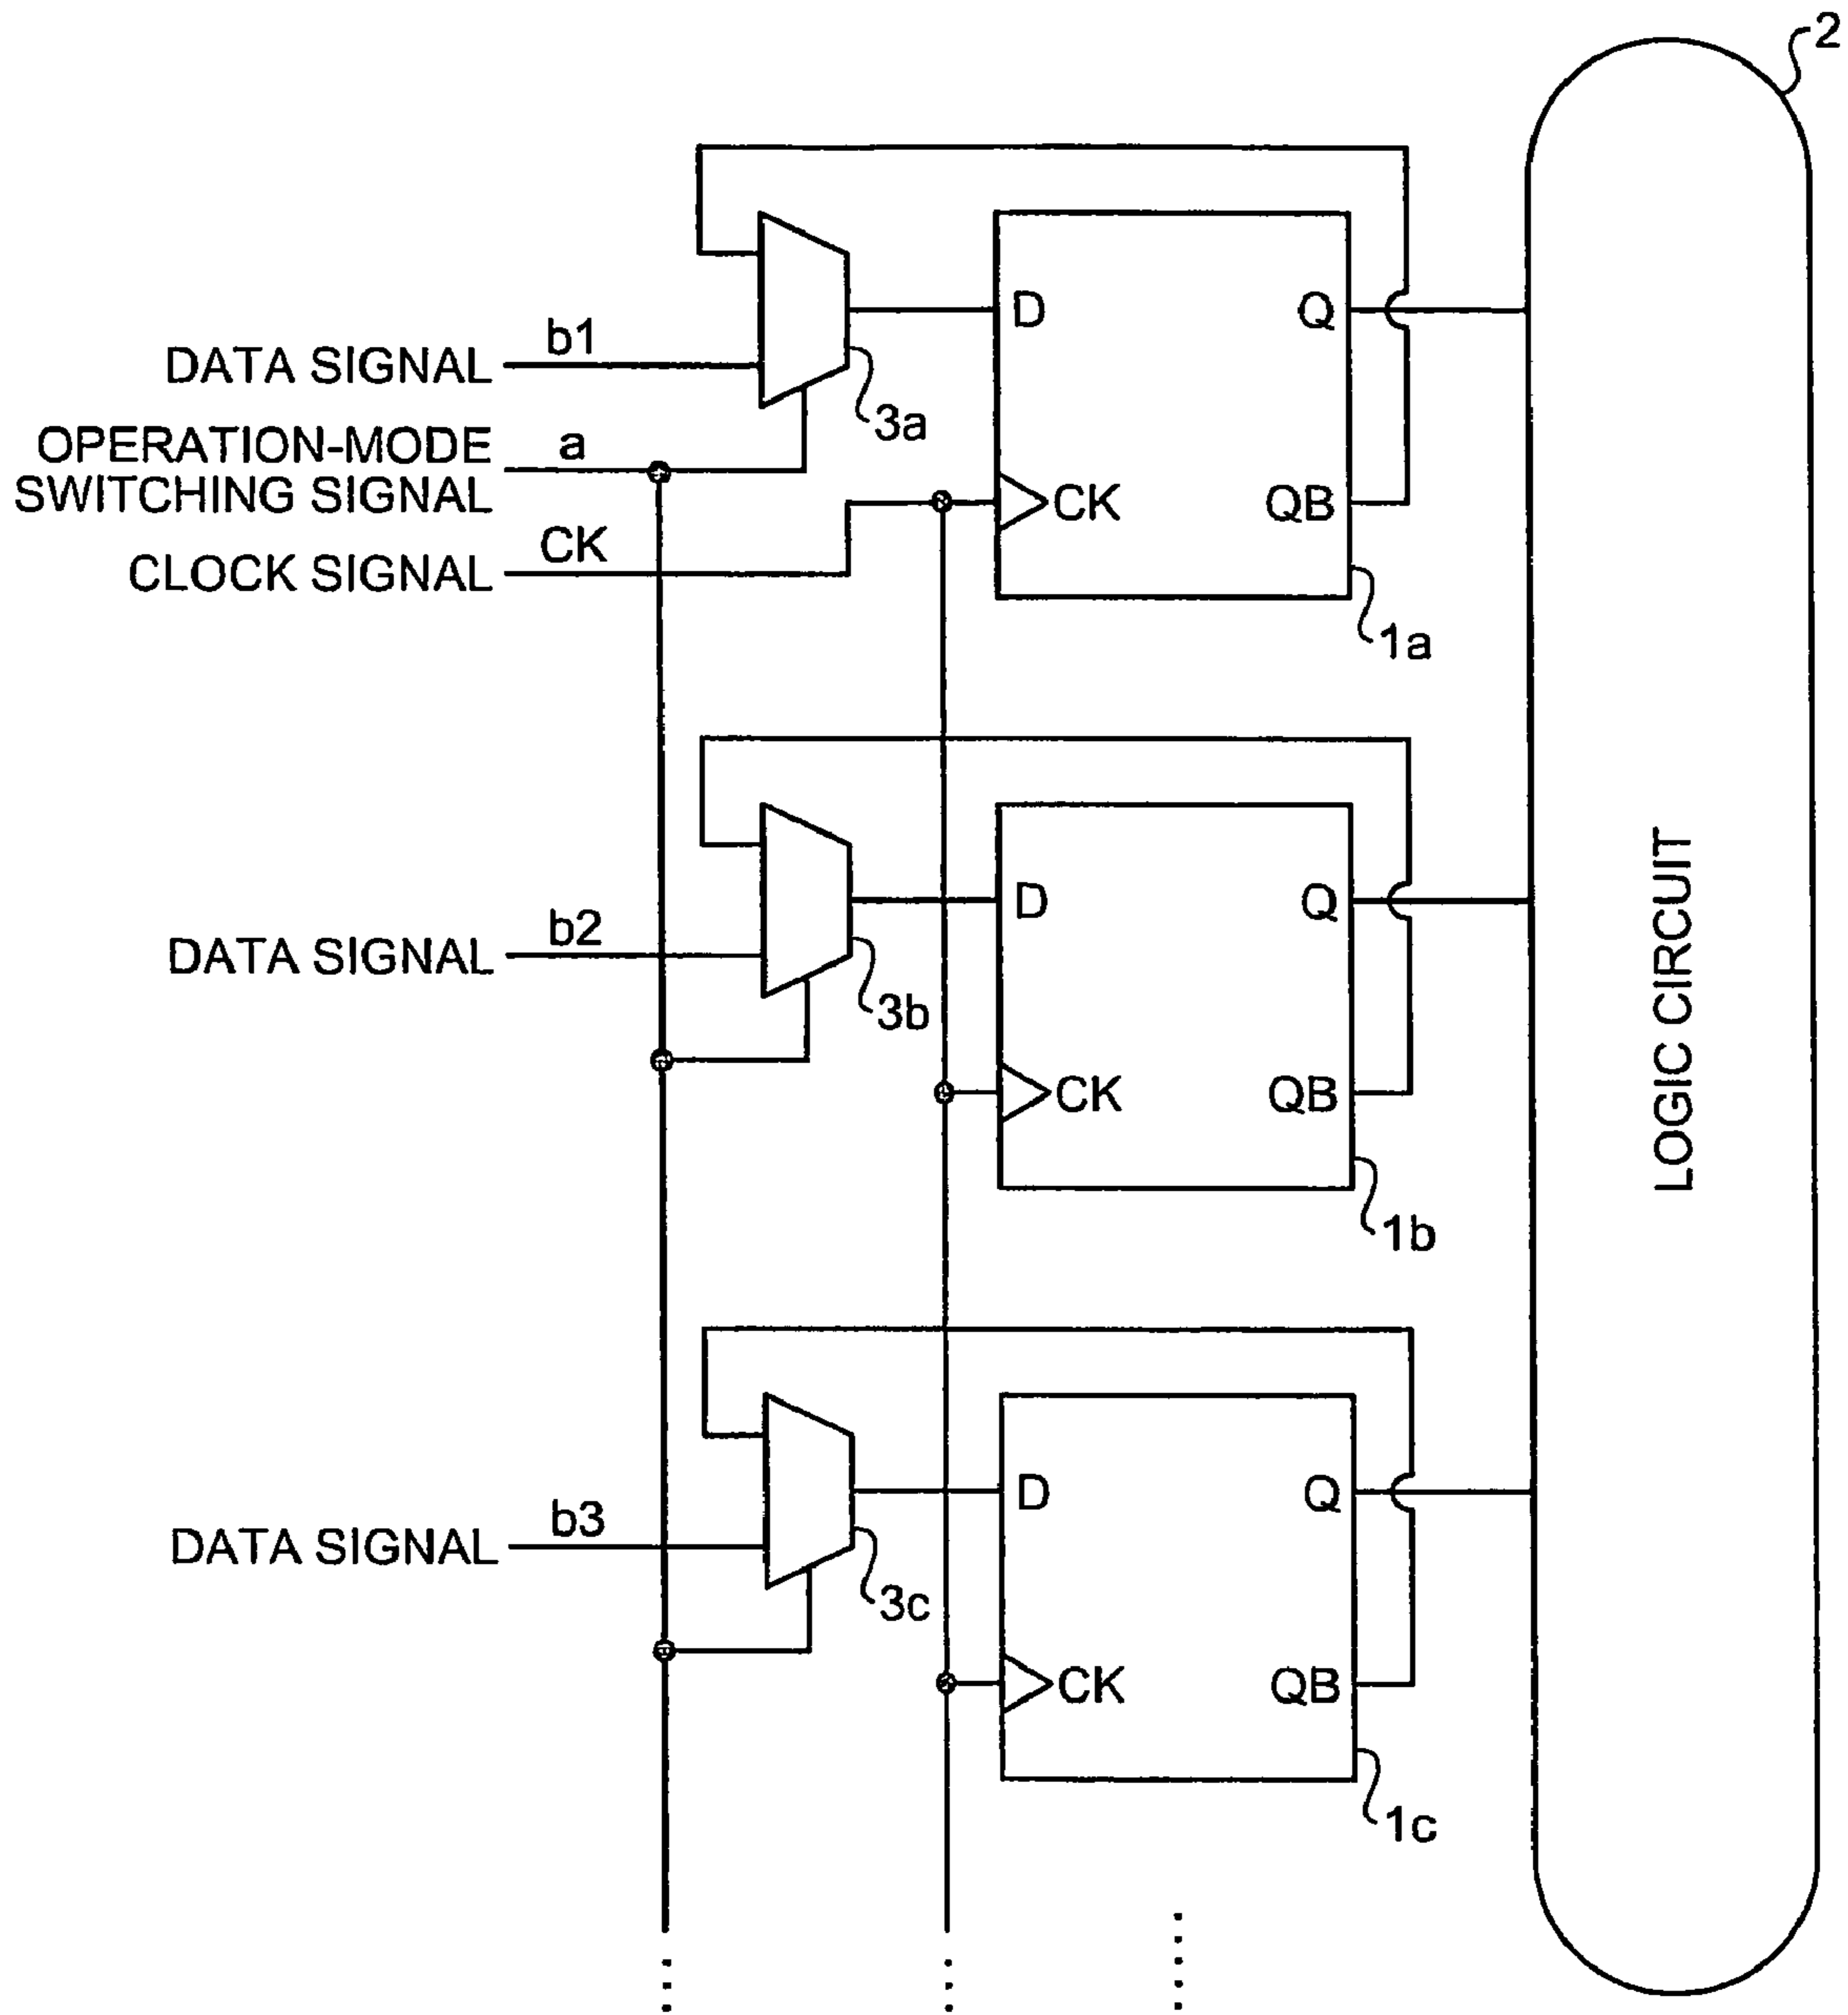 2
b1
DATA SIGNAL
D
Q
3a
OPERATION-MODE
SWITCHING SIGNAL
a
CK
QB
CK
CLOCK SIGNAL
1a
b2
DATA SIGNAL
D
Q
3b
CK
QB
1b
LOGIC CIRCUIT
b3
DATA SIGNAL
D
Q
3c
CK
QB
1c